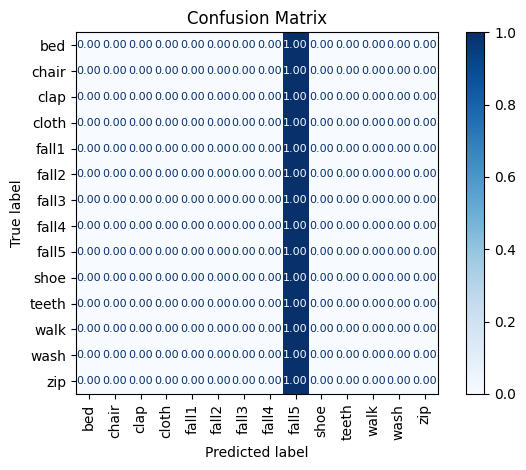 Confusion Matrix
True label
bed 0.00 0.00 0.00 0.00 0.00 0.00 0.00 0.00 1.00 0.00 0.00 0.00 0.00 0.00
chair 0.00 0.00 0.00 0.00 0.00 0.00 0.00 0.00 1.00 0.00 0.00 0.00 0.00 0.00
clap 0.00 0.00 0.00 0.00 0.00 0.00 0.00 0.00 1.00 0.00 0.00 0.00 0.00 0.00
cloth 0.00 0.00 0.00 0.00 0.00 0.00 0.00 0.00 1.00 0.00 0.00 0.00 0.00 0.00
fall1 0.00 0.00 0.00 0.00 0.00 0.00 0.00 0.00 1.00 0.00 0.00 0.00 0.00 0.00
fall2 0.00 0.00 0.00 0.00 0.00 0.00 0.00 0.00 1.00 0.00 0.00 0.00 0.00 0.00
fall3 0.00 0.00 0.00 0.00 0.00 0.00 0.00 0.00 1.00 0.00 0.00 0.00 0.00 0.00
fall4 0.00 0.00 0.00 0.00 0.00 0.00 0.00 0.00 1.00 0.00 0.00 0.00 0.00 0.00
fall5 0.00 0.00 0.00 0.00 0.00 0.00 0.00 0.00 1.00 0.00 0.00 0.00 0.00 0.00
shoe 0.00 0.00 0.00 0.00 0.00 0.00 0.00 0.00 1.00 0.00 0.00 0.00 0.00 0.00
teeth 0.00 0.00 0.00 0.00 0.00 0.00 0.00 0.00 1.00 0.00 0.00 0.00 0.00 0.00
walk 0.00 0.00 0.00 0.00 0.00 0.00 0.00 0.00 1.00 0.00 0.00 0.00 0.00 0.00
wash 0.00 0.00 0.00 0.00 0.00 0.00 0.00 0.00 1.00 0.00 0.00 0.00 0.00 0.00
zip 0.00 0.00 0.00 0.00 0.00 0.00 0.00 0.00 1.00 0.00 0.00 0.00 0.00 0.00
bed chair clap cloth fall1 fall2 fall3 fall4 fall5 shoe teeth walk wash zip
Predicted label
1.0
0.8
0.6
0.4
0.2
0.0